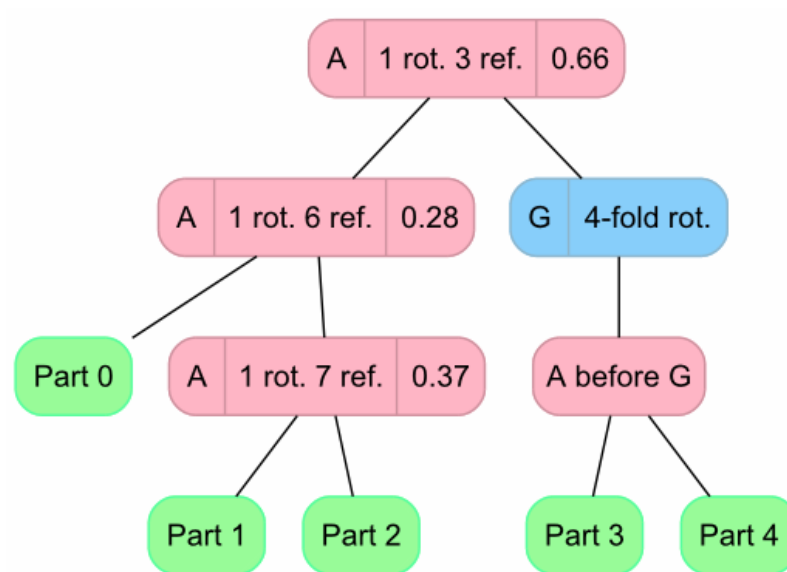 A 1 rot. 3 ref. 0.66
A 1 rot. 6 ref. 0.28
G 4-fold rot.
Part 0
A 1 rot. 7 ref. 0.37
A before G
Part 1
Part 2
Part 3
Part 4